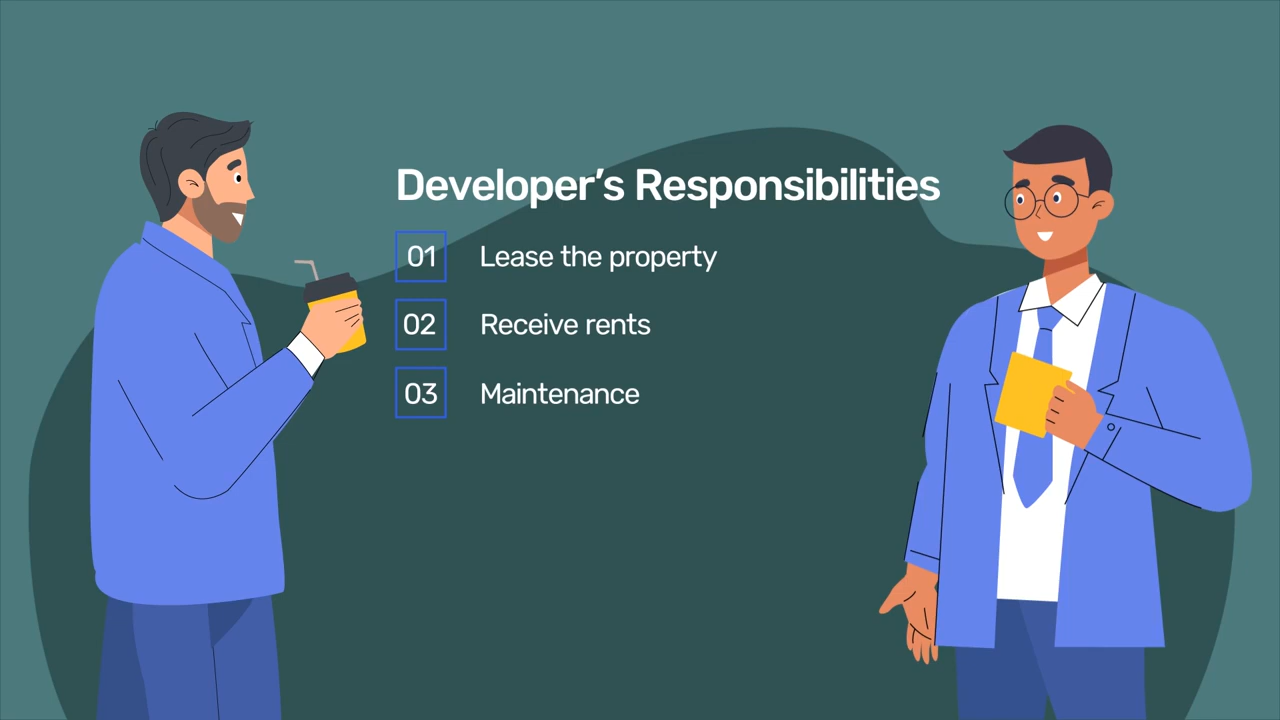 Developer’s Responsibilities
01 Lease the property
02 Receive rents
03 Maintenance